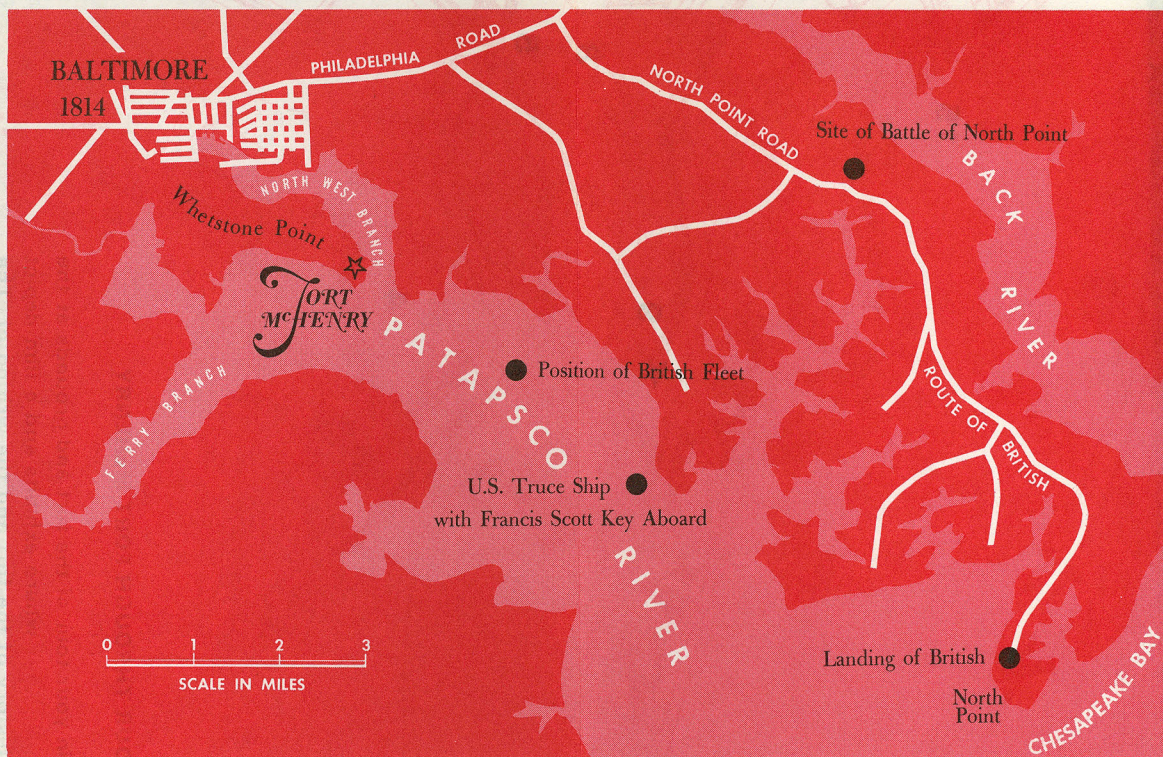 BALTIMORE
1814
PHILADELPHIA ROAD
NORTH POINT ROAD
Site of Battle of North Point
BACK RIVER
NORTH WEST BRANCH
Whetstone Point
FORT
McHENRY
PATAPSCO RIVER
FERRY BRANCH
Position of British Fleet
ROUTE OF BRITISH
U.S. Truce Ship
with Francis Scott Key Aboard
0 1 2 3
SCALE IN MILES
Landing of British
North
Point
CHESAPEAKE BAY